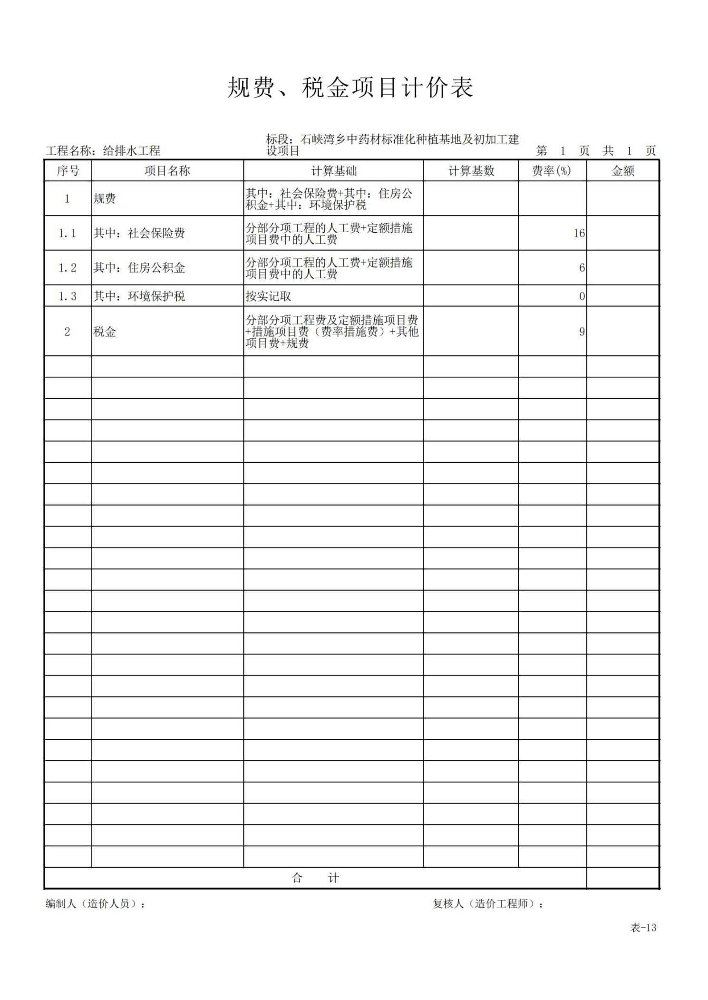 规费、税金项目计价表
标段：石峡湾乡中药材标准化种植基地及初加工建
工程名称：给排水工程 设项目 第 1 页 共 1 页
序号 项目名称 计算基础 计算基数 费率(%) 金额
1 规费 其中：社会保险费+其中：住房公
积金+其中：环境保护税
1.1 其中：社会保险费 分部分项工程的人工费+定额措施 16
项目费中的人工费
1.2 其中：住房公积金 分部分项工程的人工费+定额措施 6
项目费中的人工费
1.3 其中：环境保护税 按实记取 0
分部分项工程费及定额措施项目费
2 税金 +措施项目费（费率措施费）+其他 9
项目费+规费
合 计
编制人（造价人员）： 复核人（造价工程师）：
表-13